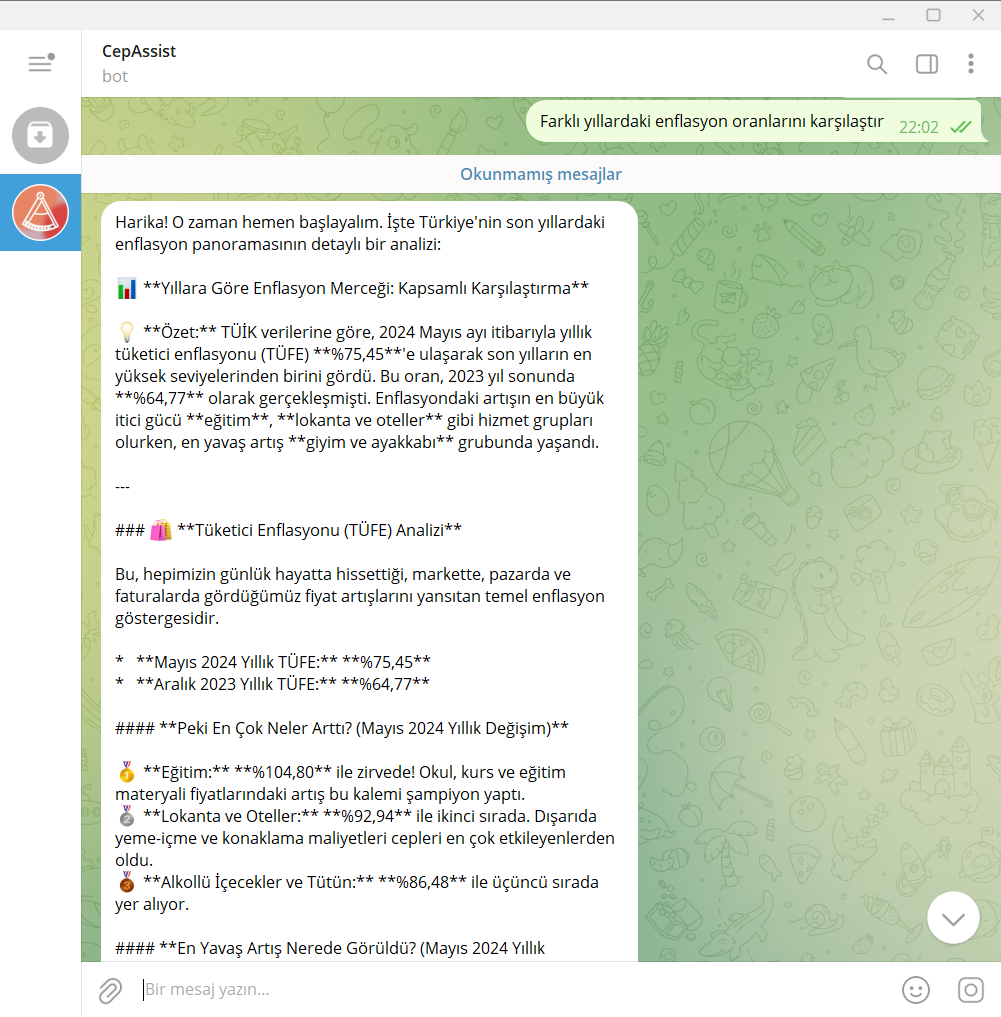 CepAssist
bot
Farklı yıllardaki enflasyon oranlarını karşılaştır 22:02
Okunmamış mesajlar
Harika! O zaman hemen başlayalım. İşte Türkiye'nin son yıllardaki
enflasyon panoramasının detaylı bir analizi:
📊 **Yıllara Göre Enflasyon Merceği: Kapsamlı Karşılaştırma**
💡 **Özet:** TÜİK verilerine göre, 2024 Mayıs ayı itibarıyla yıllık
tüketici enflasyonu (TÜFE) **%75,45**'e ulaşarak son yılların en
yüksek seviyelerinden birini gördü. Bu oran, 2023 yıl sonunda
**%64,77** olarak gerçekleşmişti. Enflasyondaki artışın en büyük
itici gücü **eğitim**, **lokanta ve oteller** gibi hizmet grupları
olurken, en yavaş artış **giyim ve ayakkabı** grubunda yaşandı.
---
### 🛍️ **Tüketici Enflasyonu (TÜFE) Analizi**
Bu, hepimizin günlük hayatta hissettiği, markette, pazarda ve
faturalarda gördüğümüz fiyat artışlarını yansıtan temel enflasyon
göstergesidir.
* **Mayıs 2024 Yıllık TÜFE:** **%75,45**
* **Aralık 2023 Yıllık TÜFE:** **%64,77**
#### **Peki En Çok Neler Arttı? (Mayıs 2024 Yıllık Değişim)**
🥇 **Eğitim:** **%104,80** ile zirvede! Okul, kurs ve eğitim
materyali fiyatlarındaki artış bu kalemi şampiyon yaptı.
🥈 **Lokanta ve Oteller:** **%92,94** ile ikinci sırada. Dışarıda
yeme-içme ve konaklama maliyetleri cepleri en çok etkileyenlerden
oldu.
🥉 **Alkollü İçecekler ve Tütün:** **%86,48** ile üçüncü sırada
yer alıyor.
#### **En Yavaş Artış Nerede Görüldü? (Mayıs 2024 Yıllık
Bir mesaj yazın...